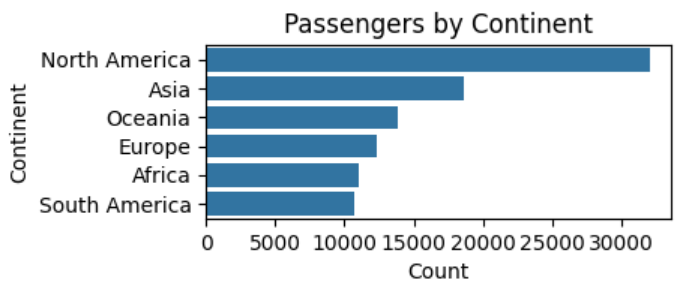 Passengers by Continent
Continent
North America
Asia
Oceania
Europe
Africa
South America
0 5000 10000 15000 20000 25000 30000
Count